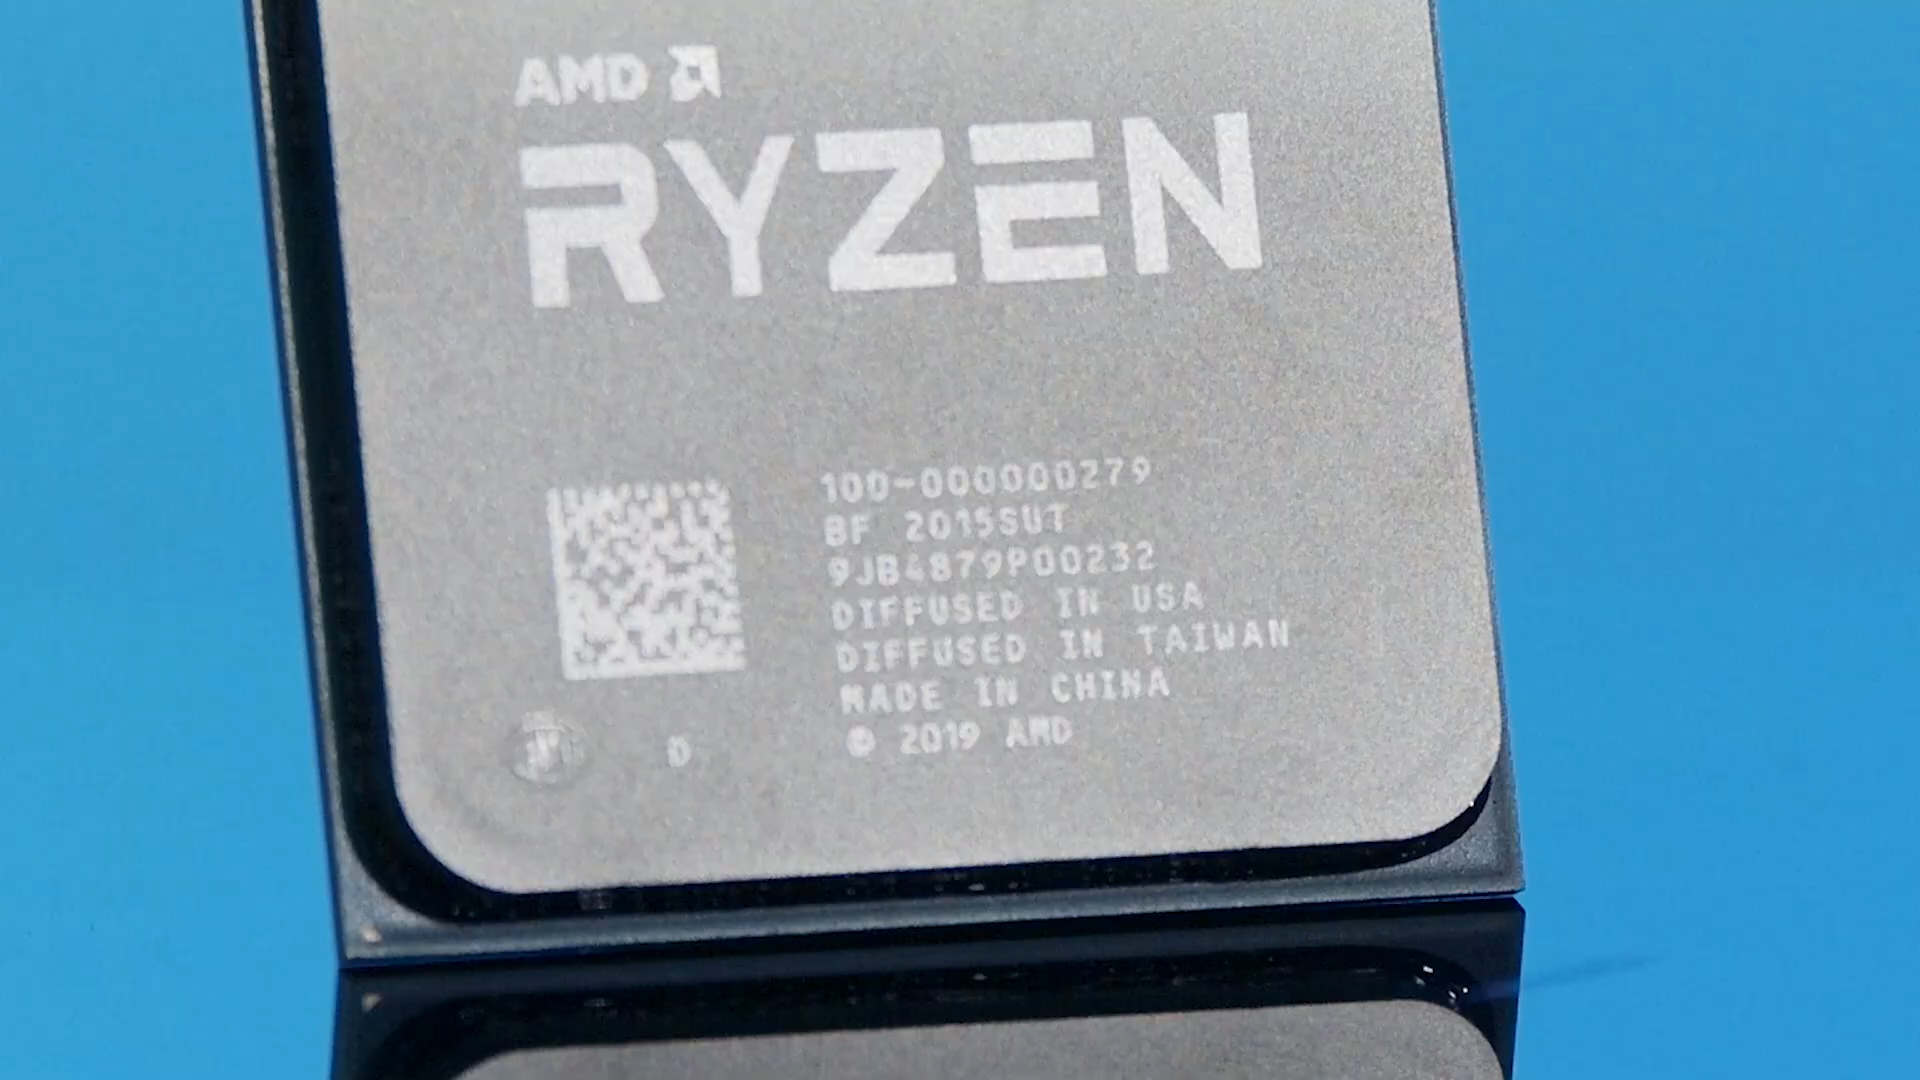 AMD
RYZEN
100-000000279
BF 2015SUT
9JB4879P00232
DIFFUSED IN USA
DIFFUSED IN TAIWAN
MADE IN CHINA
© 2019 AMD
D